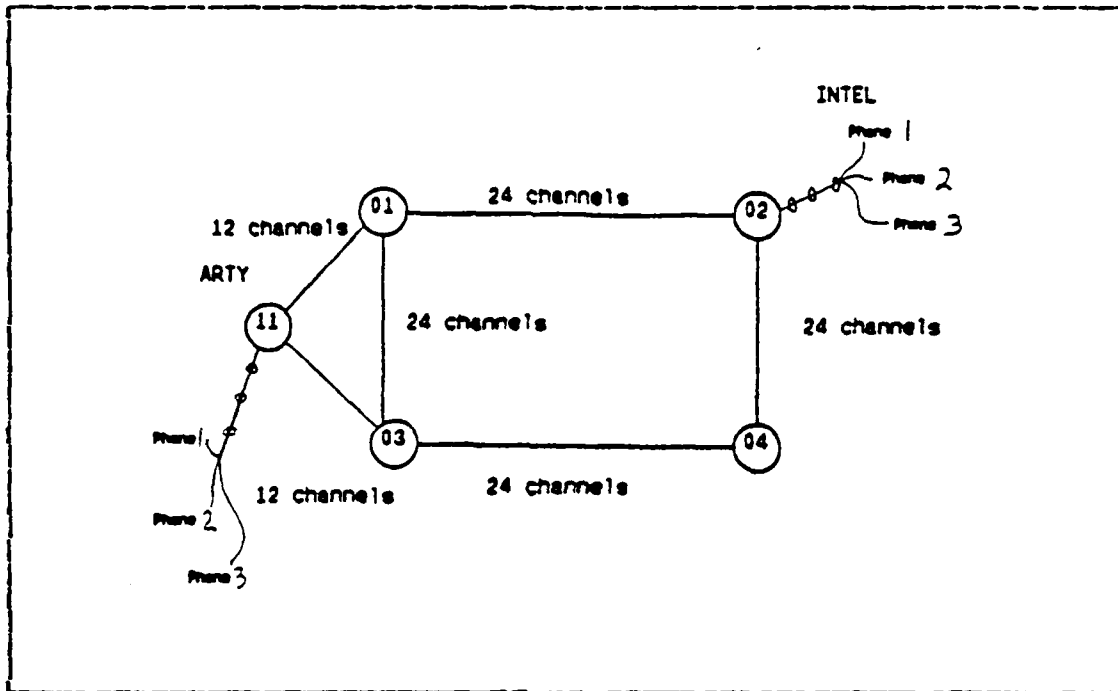 INTEL
Phone 1
Phone 2
Phone 3
01
24 channels
02
12 channels
ARTY
11
24 channels
24 channels
Phone 1
03
04
12 channels
24 channels
Phone 2
Phone 3